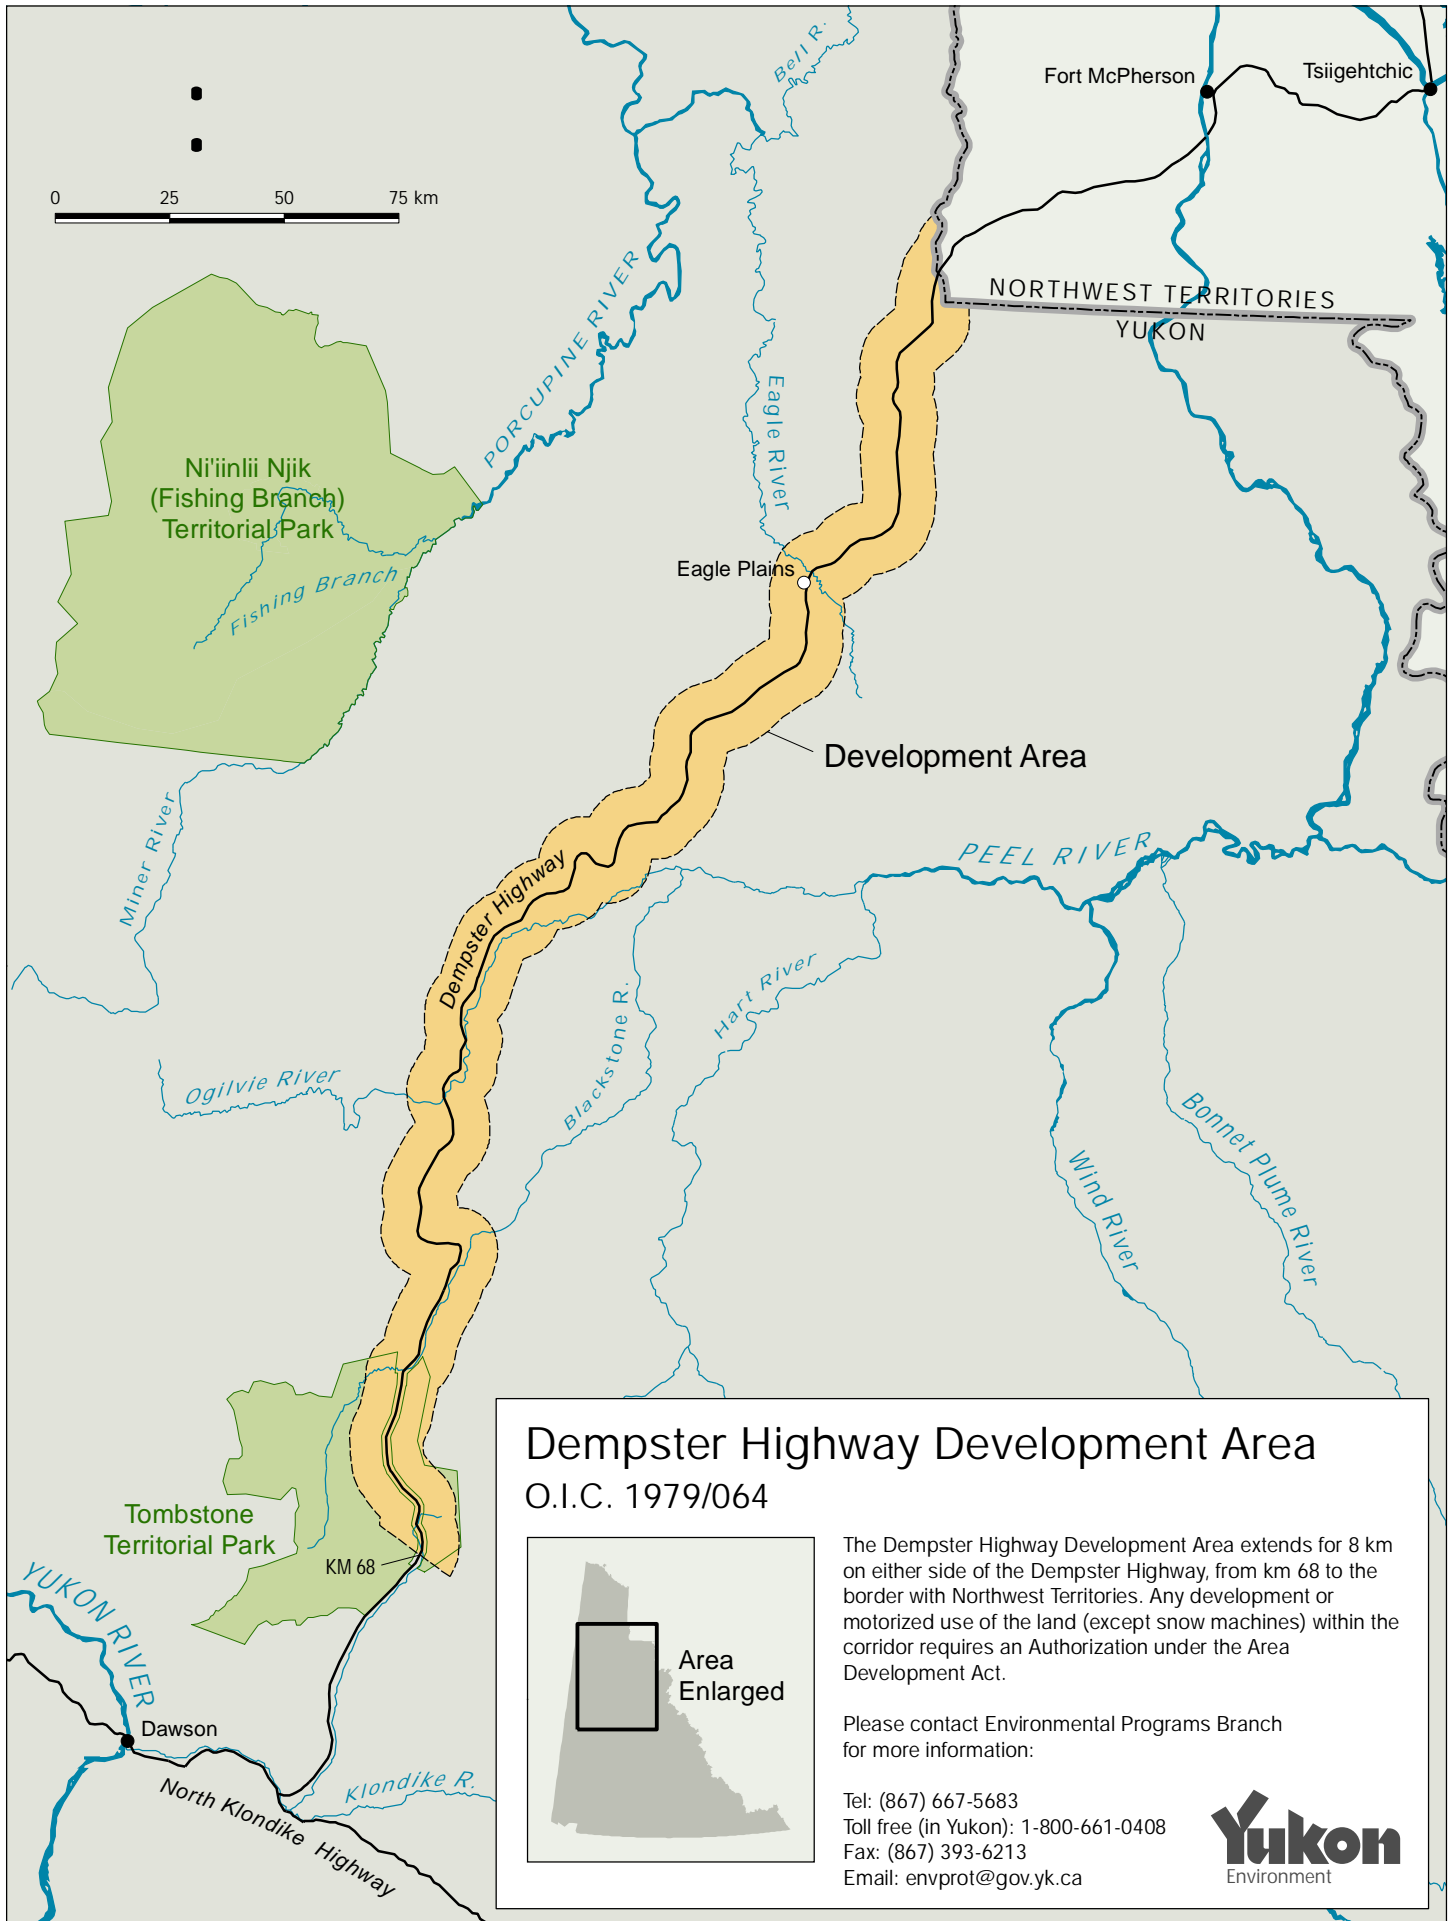 Bell R.
Fort McPherson
Tsiigehtchic
0 25 50 75 km
PORCUPINE RIVER
NORTHWEST TERRITORIES
YUKON
Eagle River
Ni'iinlii Njik
(Fishing Branch)
Territorial Park
Fishing Branch
Eagle Plains
Development Area
Miner River
PEEL RIVER
Dempster Highway
Hart River
Blackstone R.
Ogilvie River
Bonnet Plume River
Wind River
Tombstone
Territorial Park
KM 68
YUKON RIVER
Dawson
North Klondike Highway
Klondike R.
Dempster Highway Development Area
O.I.C. 1979/064
Area
Enlarged
The Dempster Highway Development Area extends for 8 km
on either side of the Dempster Highway, from km 68 to the
border with Northwest Territories. Any development or
motorized use of the land (except snow machines) within the
corridor requires an Authorization under the Area
Development Act.
Please contact Environmental Programs Branch
for more information:
Tel: (867) 667-5683
Toll free (in Yukon): 1-800-661-0408
Fax: (867) 393-6213
Email: envprot@gov.yk.ca
Yukon
Environment